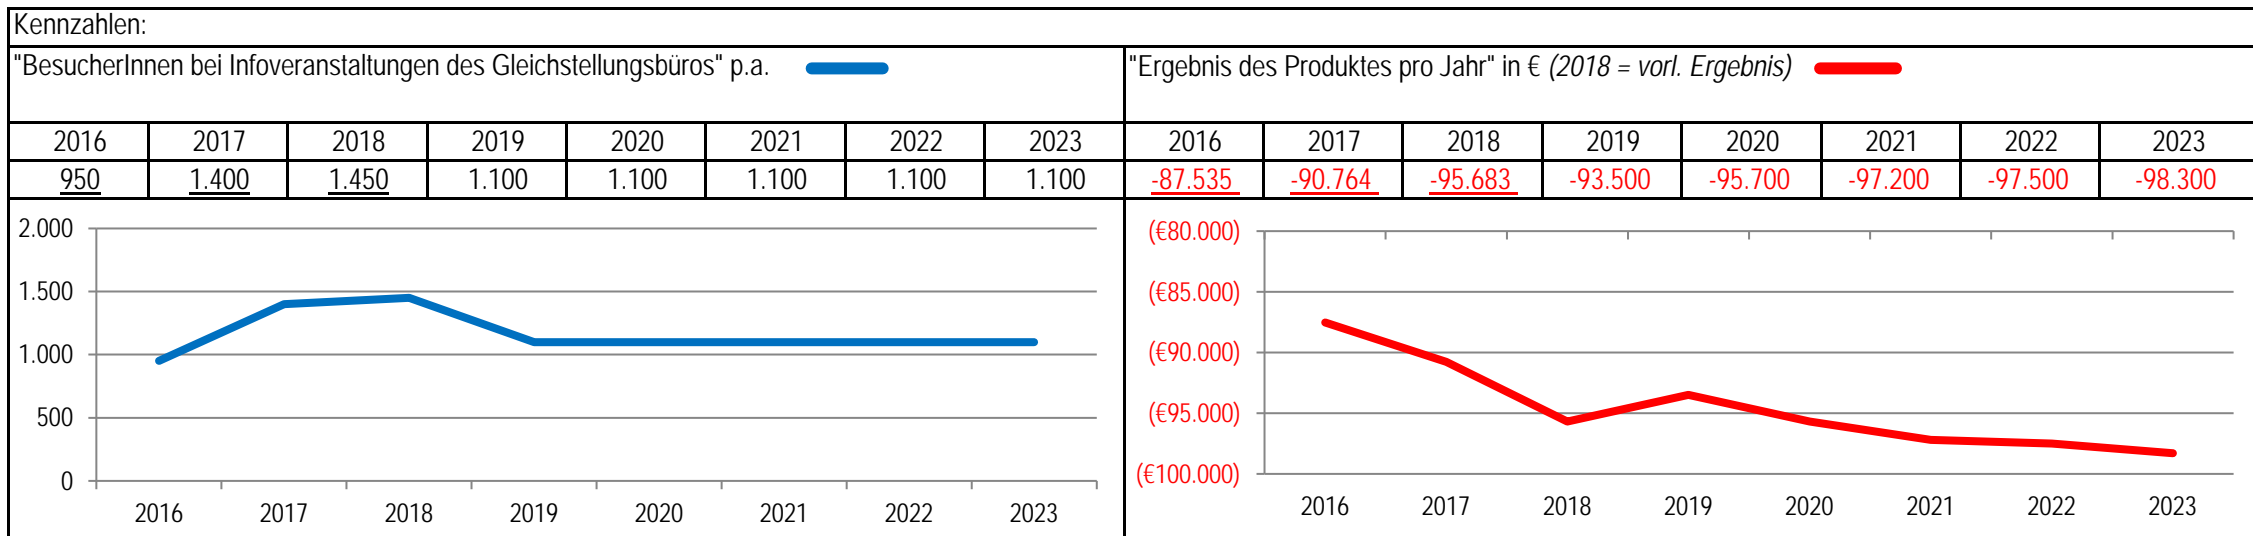 Kennzahlen:
"BesucherInnen bei Infoveranstaltungen des Gleichstellungsbüros" p.a.
"Ergebnis des Produktes pro Jahr" in € (2018 = vorl. Ergebnis)
2016 2017 2018 2019 2020 2021 2022 2023
950 1.400 1.450 1.100 1.100 1.100 1.100 1.100
2016 2017 2018 2019 2020 2021 2022 2023
-87.535 -90.764 -95.683 -93.500 -95.700 -97.200 -97.500 -98.300
2.000
1.500
1.000
500
0
2016 2017 2018 2019 2020 2021 2022 2023
(€80.000)
(€85.000)
(€90.000)
(€95.000)
(€100.000)
2016 2017 2018 2019 2020 2021 2022 2023